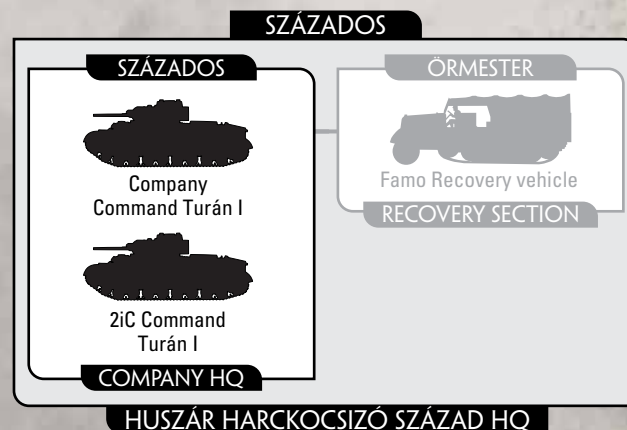 SZÁZADOS
SZÁZADOS
Company
Command Turán I
2iC Command
Turán I
COMPANY HQ
ŐRMESTER
Famo Recovery vehicle
RECOVERY SECTION
HUSZÁR HARCKOCSIZÓ SZÁZAD HQ